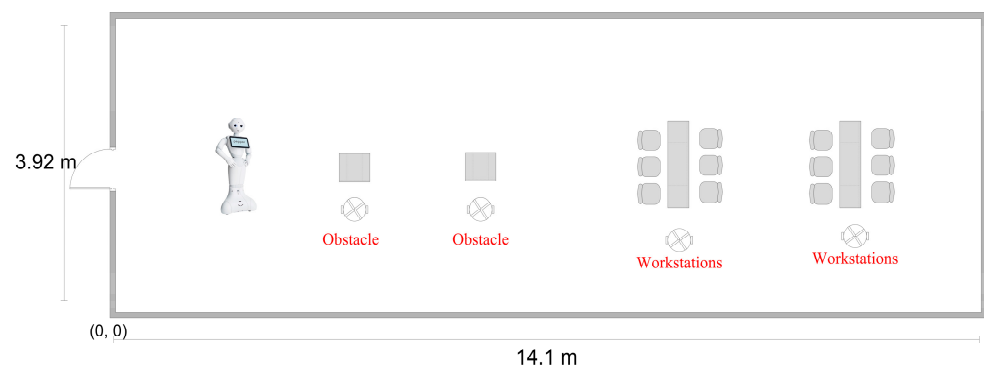 3.92 m
Obstacle
Obstacle
Workstations
Workstations
(0, 0)
14.1 m